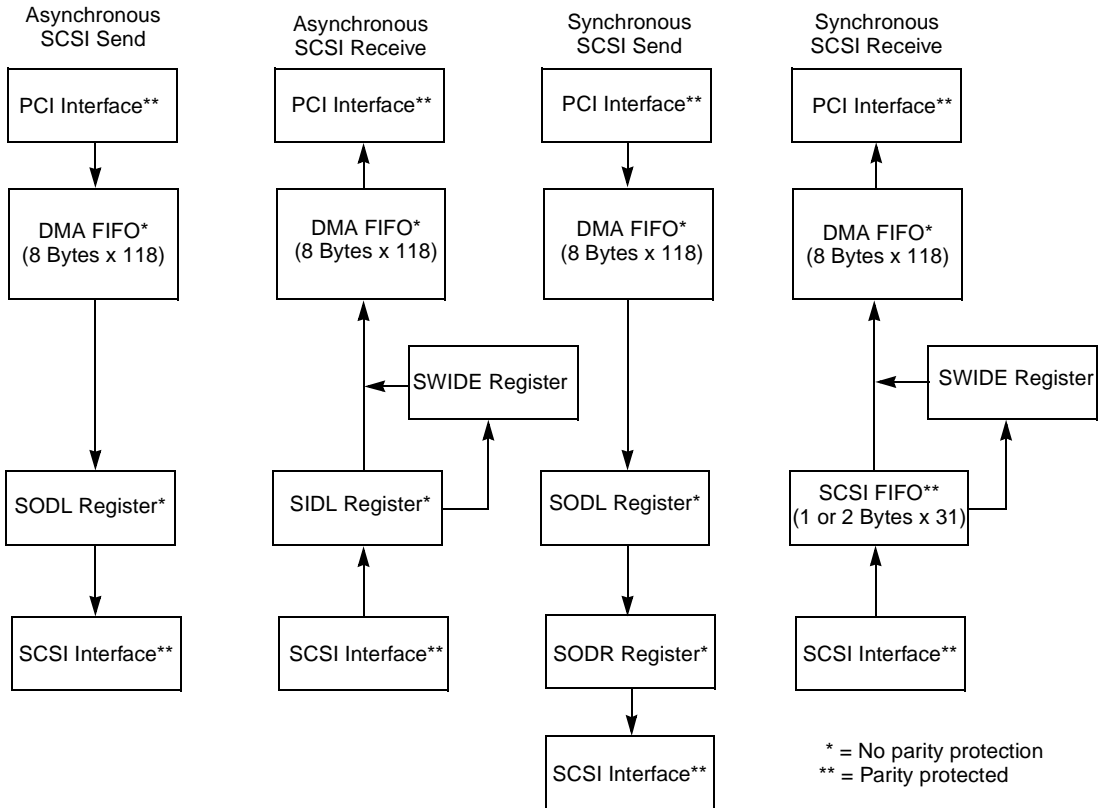 Asynchronous
SCSI Send
PCI Interface**
DMA FIFO*
(8 Bytes x 118)
SODL Register*
SCSI Interface**
Asynchronous
SCSI Receive
PCI Interface**
DMA FIFO*
(8 Bytes x 118)
SWIDE Register
SIDL Register*
SCSI Interface**
Synchronous
SCSI Send
PCI Interface**
DMA FIFO*
(8 Bytes x 118)
SODL Register*
SODR Register*
SCSI Interface**
Synchronous
SCSI Receive
PCI Interface**
DMA FIFO*
(8 Bytes x 118)
SWIDE Register
SCSI FIFO**
(1 or 2 Bytes x 31)
SCSI Interface**
* = No parity protection
** = Parity protected